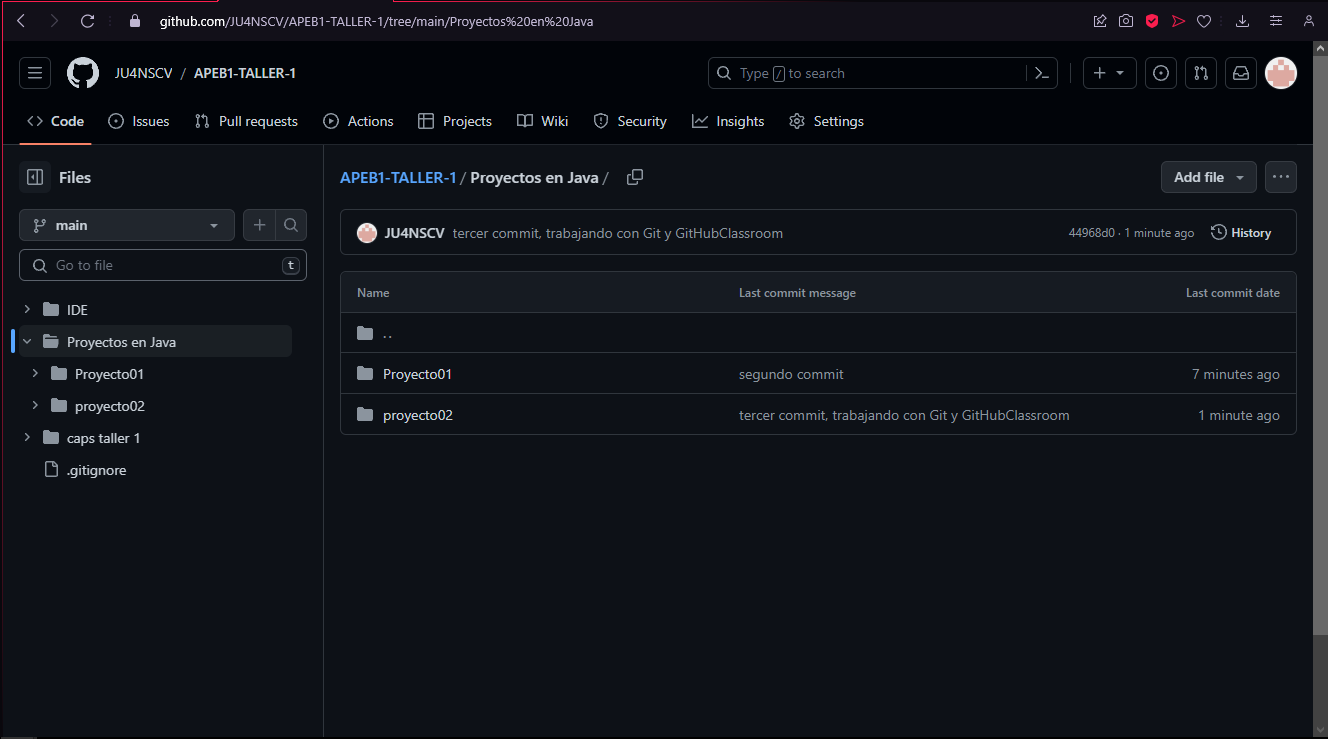 github.com/JU4NSCV/APEB1-TALLER-1/tree/main/Proyectos%20en%20Java
JU4NSCV / APEB1-TALLER-1
Type / to search
Code Issues Pull requests Actions Projects Wiki Security Insights Settings
Files
main
Go to file t
IDE
Proyectos en Java
Proyecto01
proyecto02
caps taller 1
.gitignore
APEB1-TALLER-1 / Proyectos en Java /
Add file
JU4NSCV tercer commit, trabajando con Git y GitHubClassroom 44968d0 · 1 minute ago History
Name Last commit message Last commit date
..
Proyecto01 segundo commit 7 minutes ago
proyecto02 tercer commit, trabajando con Git y GitHubClassroom 1 minute ago